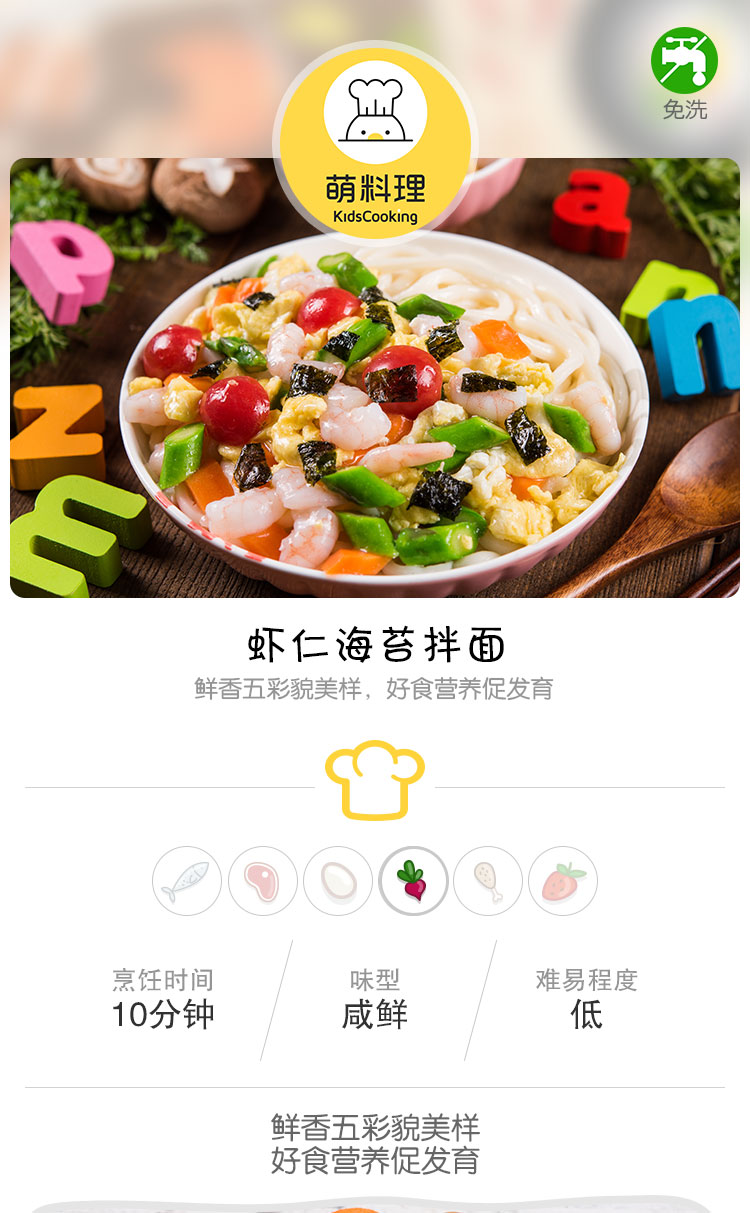 免洗
萌料理
KidsCooking
虾仁海苔拌面
鲜香五彩貌美样，好食营养促发育
烹饪时间
10分钟
味型
咸鲜
难易程度
低
鲜香五彩貌美样
好食营养促发育